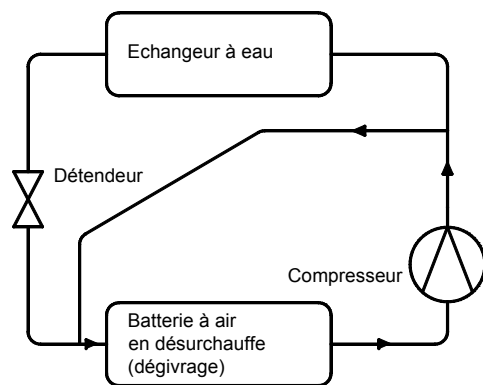 Echangeur à eau
Détendeur
Compresseur
Batterie à air
en désurchauffe
(dégivrage)